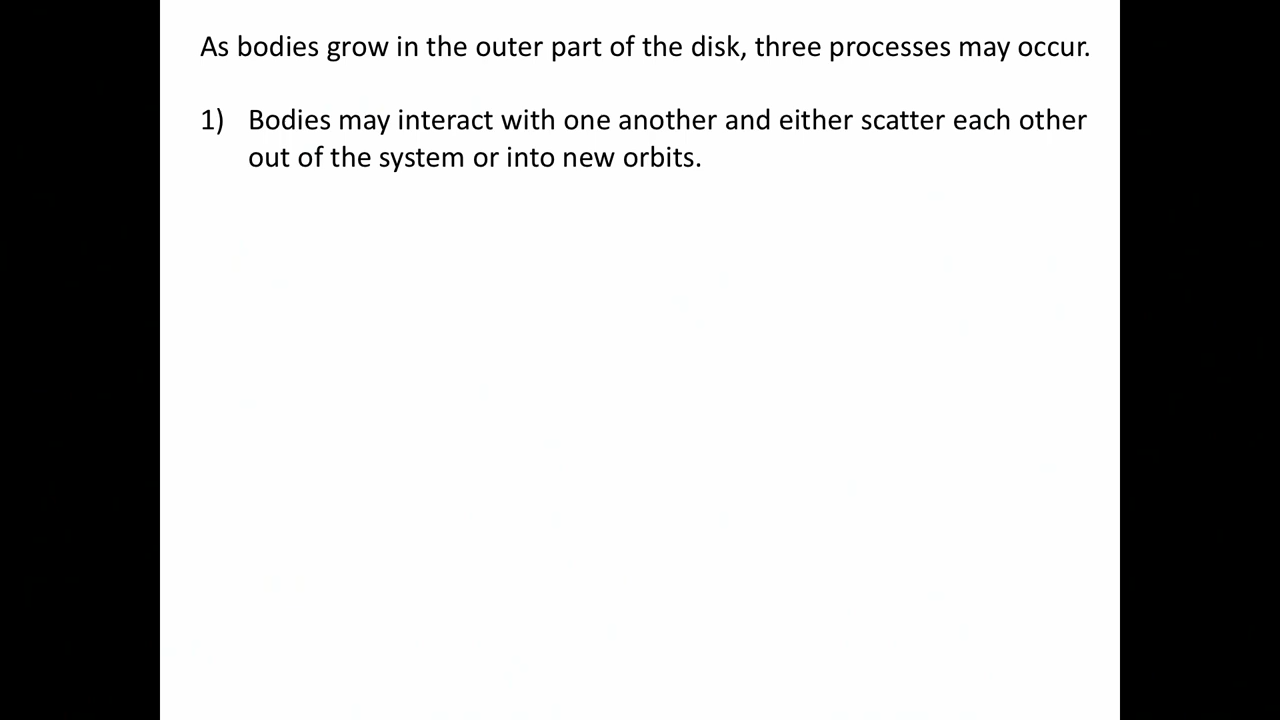 As bodies grow in the outer part of the disk, three processes may occur.
1) Bodies may interact with one another and either scatter each other
out of the system or into new orbits.